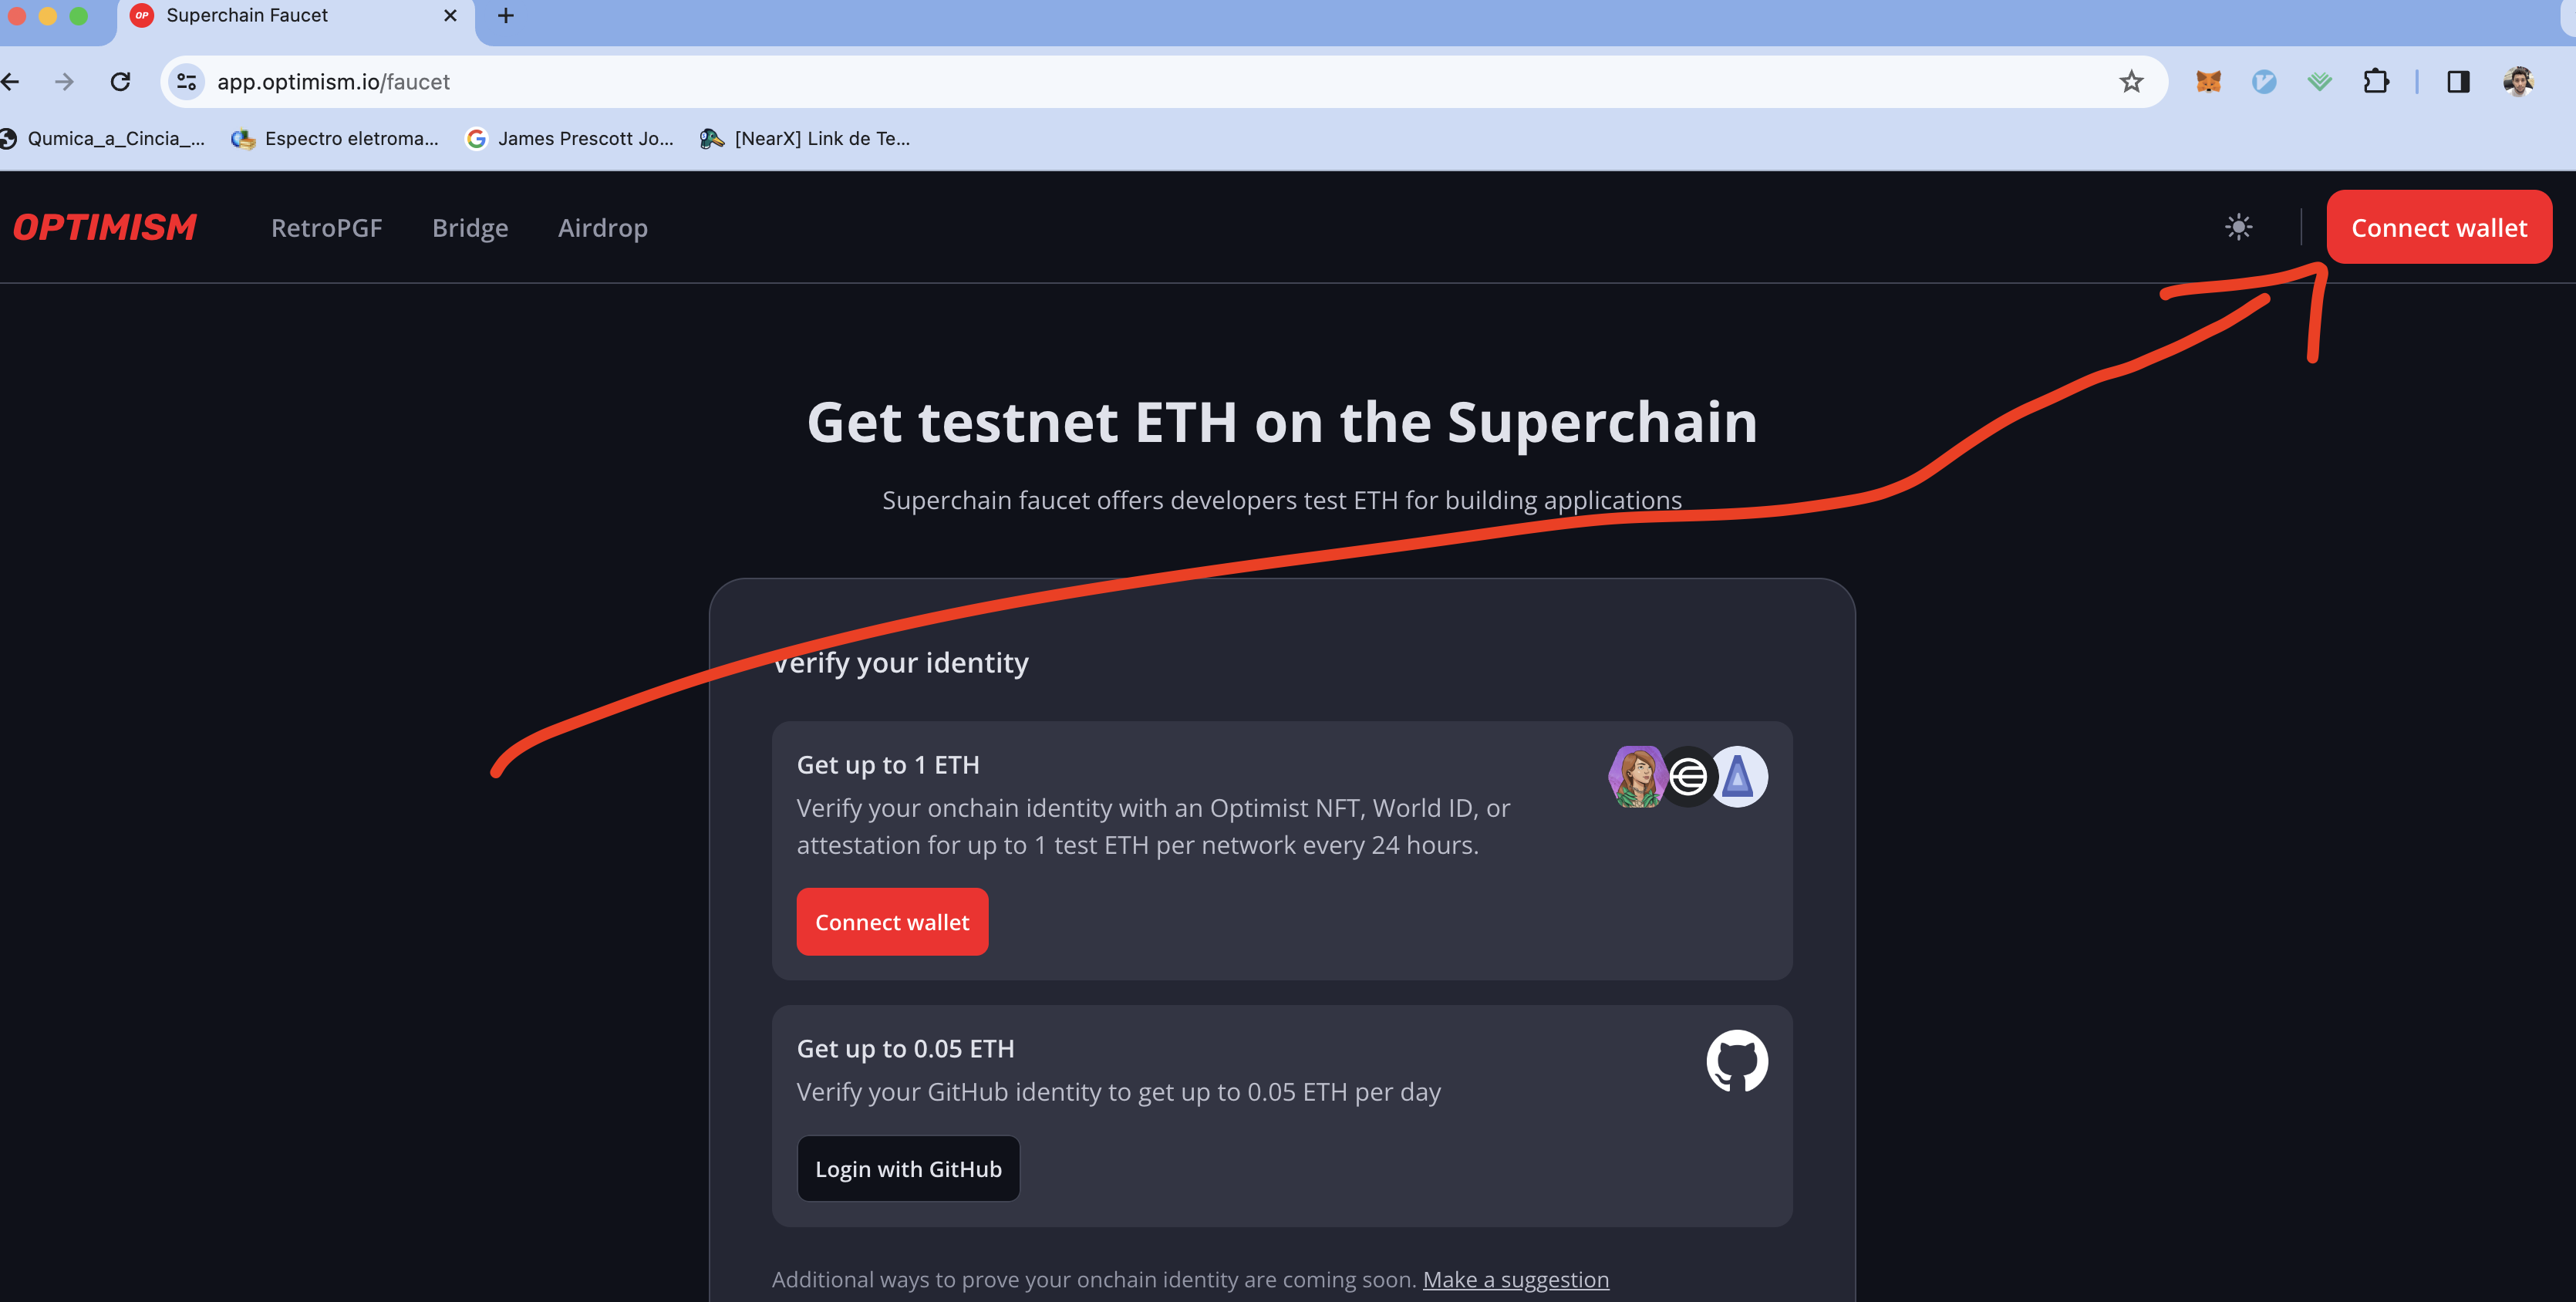 OP Superchain Faucet
app.optimism.io/faucet
Qumica_a_Cincia_... Espectro eletroma... James Prescott Jo... [NearX] Link de Te...
OPTIMISM RetroPGF Bridge Airdrop Connect wallet
Get testnet ETH on the Superchain
Superchain faucet offers developers test ETH for building applications
Verify your identity
Get up to 1 ETH
Verify your onchain identity with an Optimist NFT, World ID, or
attestation for up to 1 test ETH per network every 24 hours.
Connect wallet
Get up to 0.05 ETH
Verify your GitHub identity to get up to 0.05 ETH per day
Login with GitHub
Additional ways to prove your onchain identity are coming soon. Make a suggestion